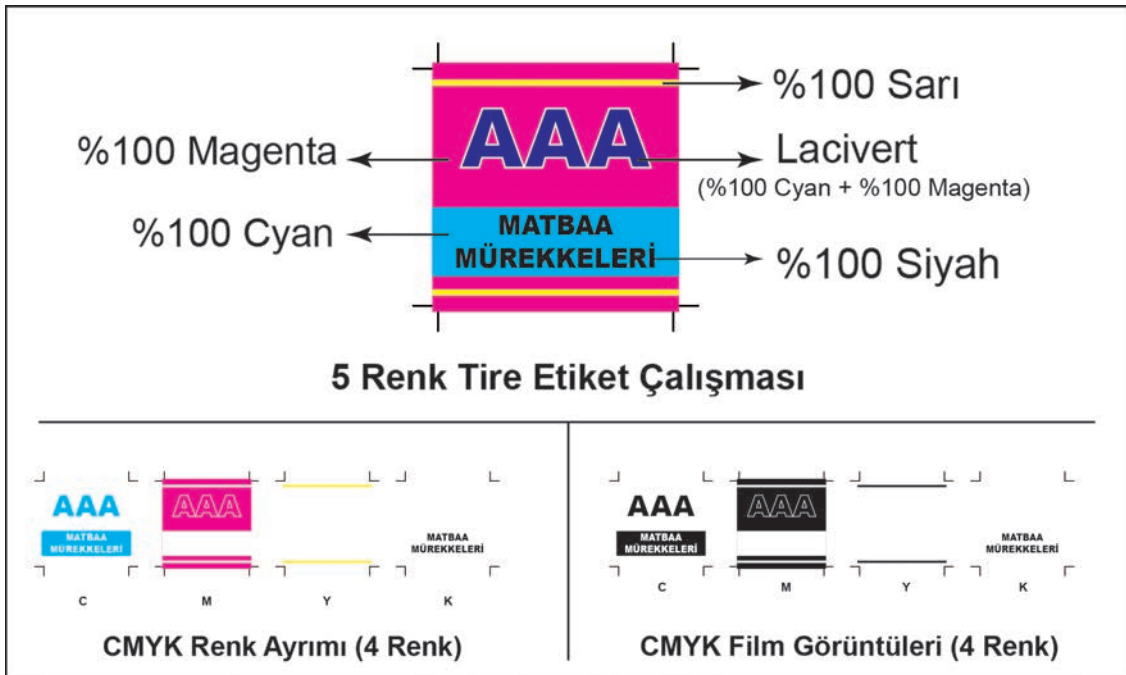 %100 Sarı
AAA
%100 Magenta
Lacivert
(%100 Cyan + %100 Magenta)
%100 Cyan
MATBAA
MÜREKKELERİ
%100 Siyah
5 Renk Tire Etiket Çalışması
AAA
MATBAA
MÜREKKELERİ
AAA
MATBAA
MÜREKKELERİ
C
M
Y
K
CMYK Renk Ayrımı (4 Renk)
AAA
MATBAA
MÜREKKELERİ
AAA
MATBAA
MÜREKKELERİ
C
M
Y
K
CMYK Film Görüntüleri (4 Renk)